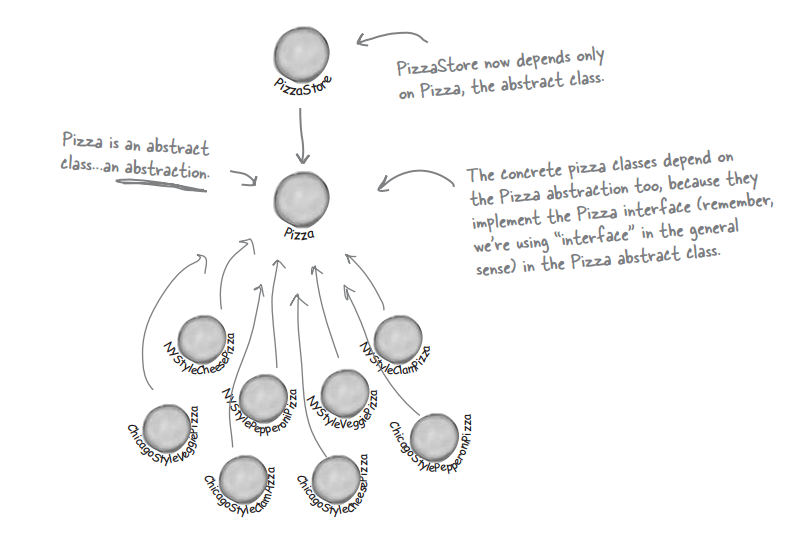 PizzaStore
PizzaStore now depends only
on Pizza, the abstract class.
Pizza is an abstract
class...an abstraction.
Pizza
The concrete pizza classes depend on
the Pizza abstraction too, because they
implement the Pizza interface (remember,
we're using "interface" in the general
sense) in the Pizza abstract class.
NYStyleCheesePizza
NYStyleClamPizza
NYStylePepperoniPizza
NYStyleVeggiePizza
ChicagoStyleVeggiePizza
ChicagoStylePepperoniPizza
ChicagoStyleClamPizza
ChicagoStyleCheesePizza